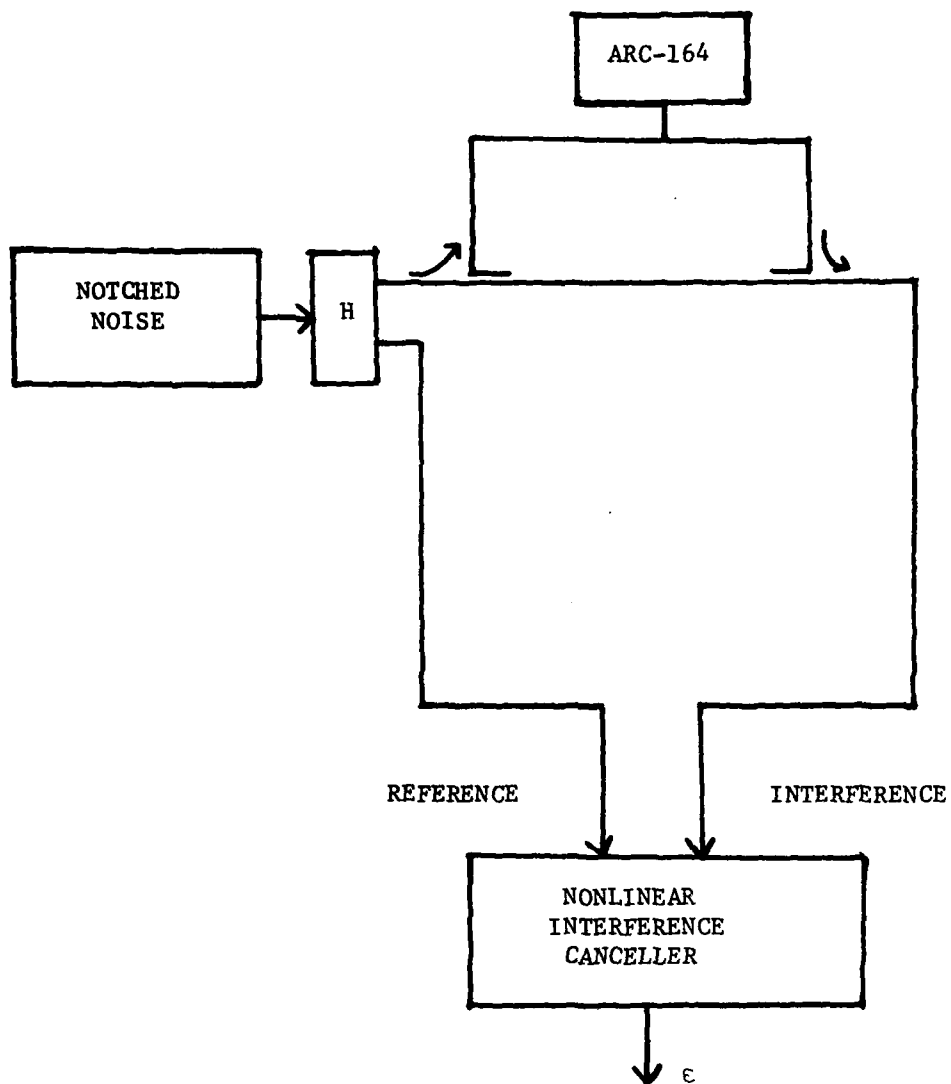 ARC-164
NOTCHED
NOISE
H
REFERENCE
INTERFERENCE
NONLINEAR
INTERFERENCE
CANCELLER
ε